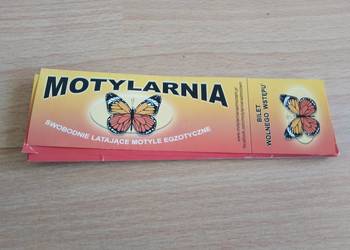 MOTYLARNIA
SWOBODNIE LATAJĄCE MOTYLE EGZOTYCZNE
BILET
WOLNEGO WSTĘPU